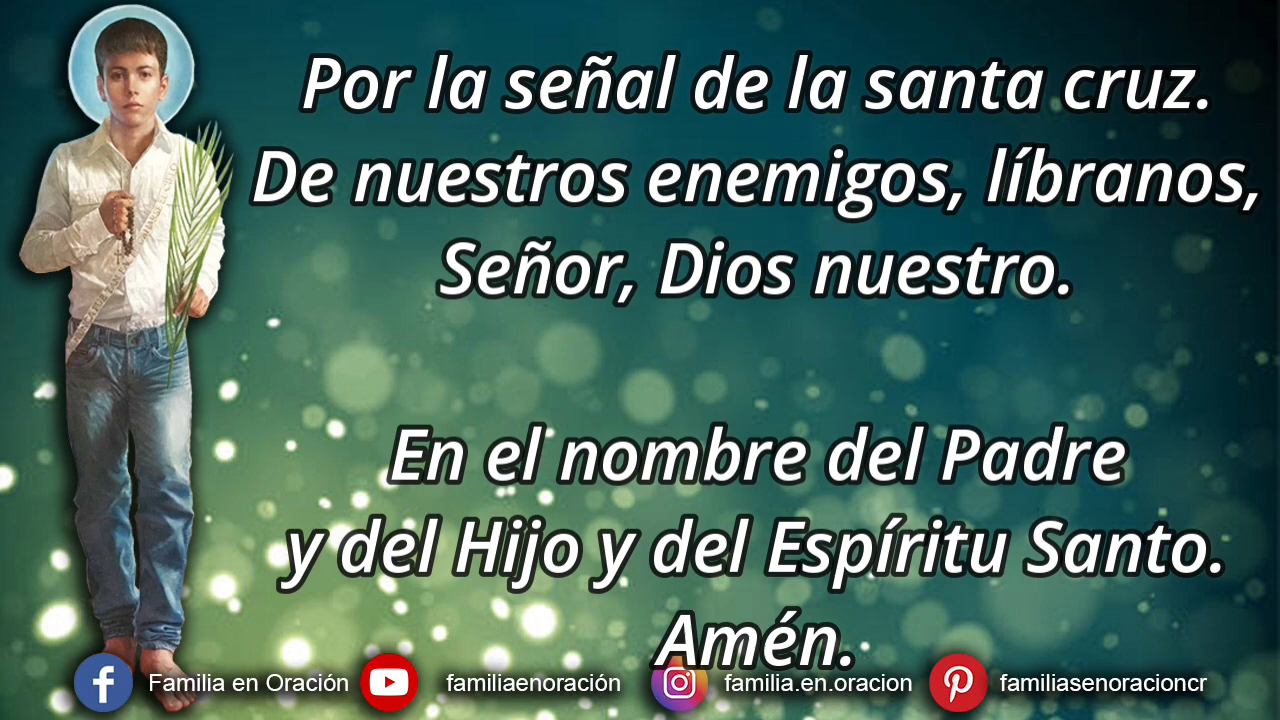 Por la señal de la santa cruz.
De nuestros enemigos, líbranos,
Señor, Dios nuestro.
En el nombre del Padre
y del Hijo y del Espíritu Santo.
Amén.
Familia en Oración
familiaenoración
familia.en.oracion
familiasenoracioncr